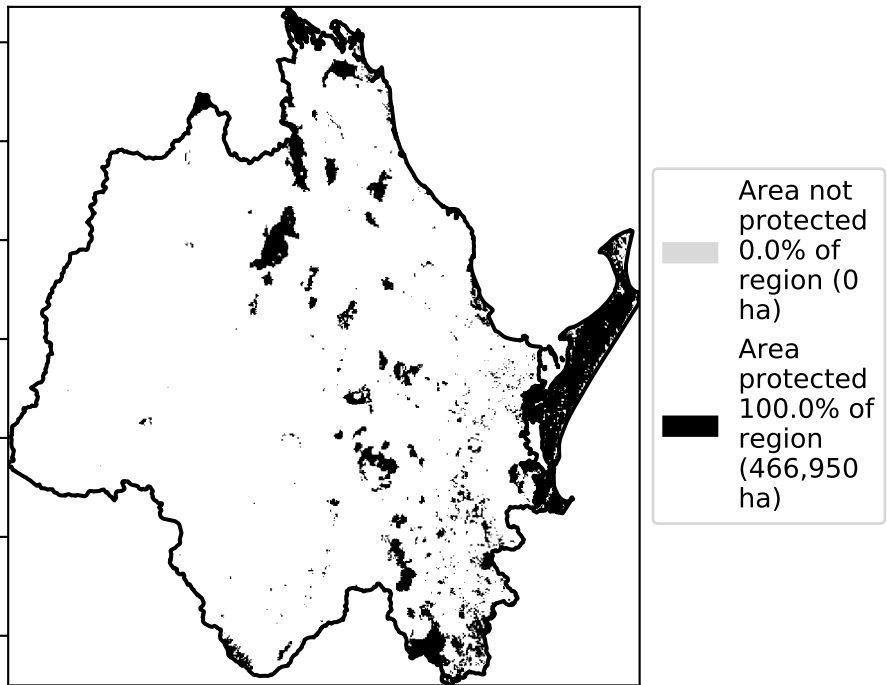 Area not
protected
0.0% of
region (0
ha)
Area
protected
100.0% of
region
(466,950
ha)